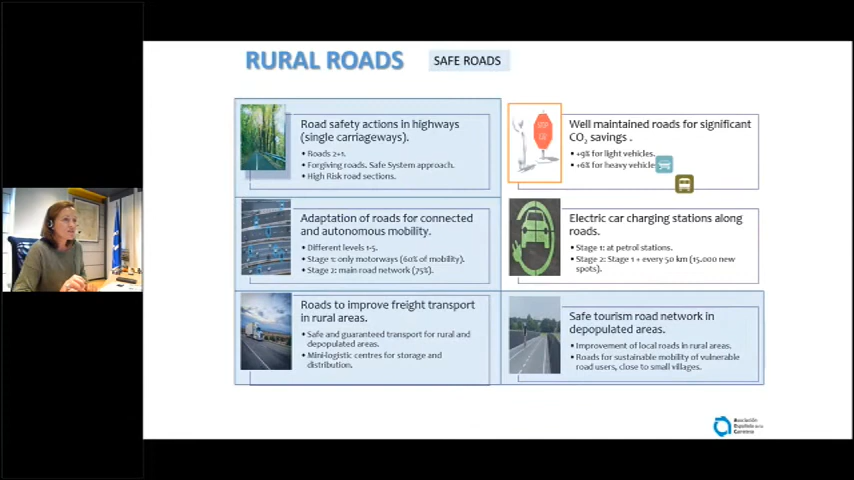 RURAL ROADS
SAFE ROADS
Road safety actions in highways
(single carriageways).
• Roads 2+1.
• Forgiving roads. Safe System approach.
• High Risk road sections.
Well maintained roads for significant
CO₂ savings .
• +9% for light vehicles.
• +6% for heavy vehicle
Adaptation of roads for connected
and autonomous mobility.
• Different levels 1-5.
• Stage 1: only motorways (60% of mobility).
• Stage 2: main road network (75%).
Electric car charging stations along
roads.
• Stage 1: at petrol stations.
• Stage 2: Stage 1 + every 50 km (15,000 new
spots).
Roads to improve freight transport
in rural areas.
• Safe and guaranteed transport for rural and
depopulated areas.
• Mini-logistic centres for storage and
distribution.
Safe tourism road network in
depopulated areas.
• Improvement of local roads in rural areas.
• Roads for sustainable mobility of vulnerable
road users, close to small villages.
Asociación
Española de la
Carretera